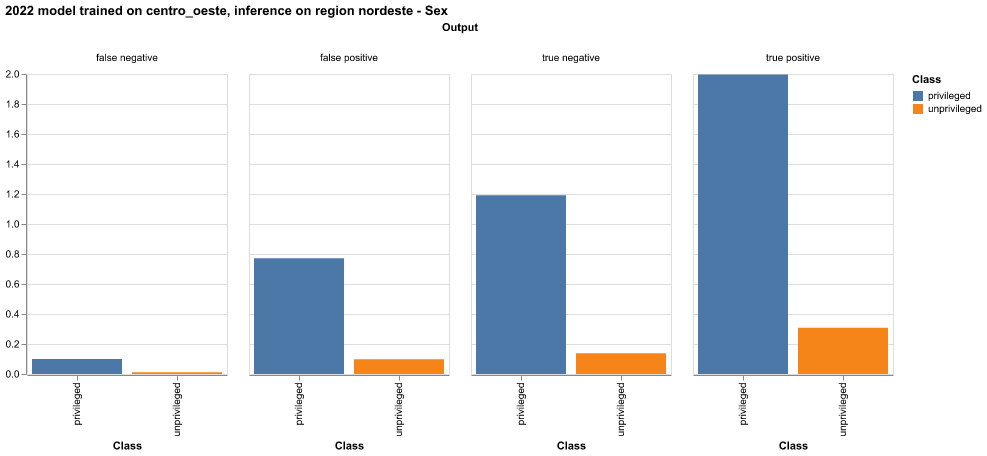 2022 model trained on centro_oeste, inference on region nordeste - Sex
Output
false negative false positive true negative true positive
Class
privileged
unprivileged
2.0
1.8
1.6
1.4
1.2
1.0
0.8
0.6
0.4
0.2
0.0
privileged unprivileged privileged unprivileged privileged unprivileged privileged unprivileged
Class Class Class Class